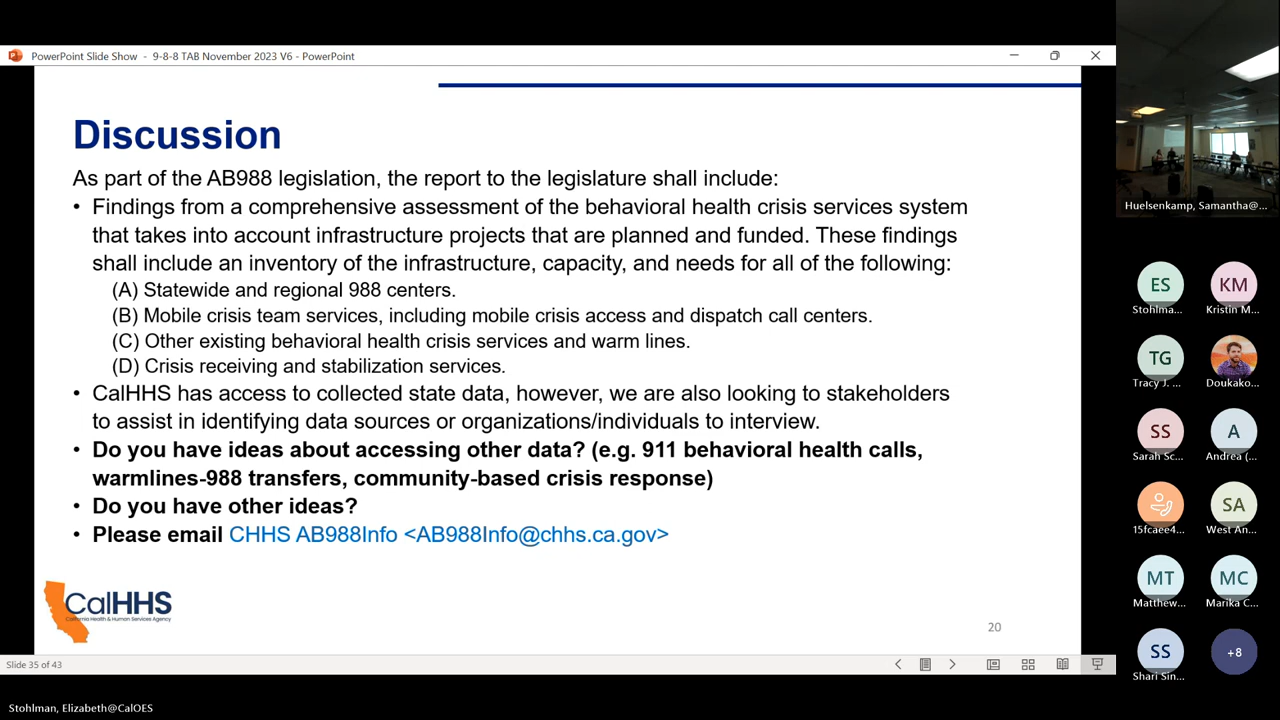 PowerPoint Slide Show - 9-8-8 TAB November 2023 V6 - PowerPoint
Discussion
As part of the AB988 legislation, the report to the legislature shall include:
• Findings from a comprehensive assessment of the behavioral health crisis services system
that takes into account infrastructure projects that are planned and funded. These findings
shall include an inventory of the infrastructure, capacity, and needs for all of the following:
(A) Statewide and regional 988 centers.
(B) Mobile crisis team services, including mobile crisis access and dispatch call centers.
(C) Other existing behavioral health crisis services and warm lines.
(D) Crisis receiving and stabilization services.
• CalHHS has access to collected state data, however, we are also looking to stakeholders
to assist in identifying data sources or organizations/individuals to interview.
• Do you have ideas about accessing other data? (e.g. 911 behavioral health calls,
warmlines-988 transfers, community-based crisis response)
• Do you have other ideas?
• Please email CHHS AB988Info <AB988Info@chhs.ca.gov>
CalHHS
California Health & Human Services Agency
20
Slide 35 of 43
Stohlman, Elizabeth@CalOES
Huelsenkamp, Samantha@...
ES
KM
Stohlma...
Kristin M...
TG
Tracy J. ...
Doukako...
SS
A
Sarah Sc...
Andrea (...
SA
15fcaee4...
West An...
MT
MC
Matthew...
Marika C...
SS
+8
Shari Sin...